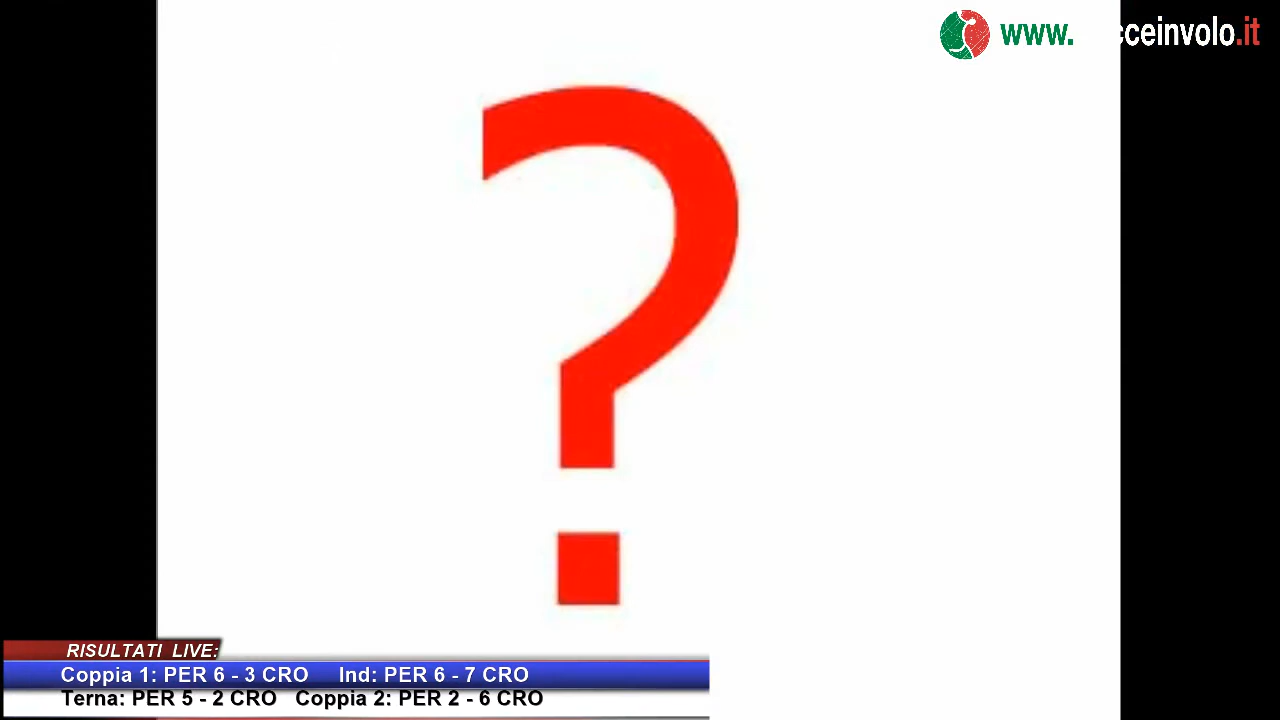 www. cceinvolo.it
?
RISULTATI LIVE:
Coppia 1: PER 6 - 3 CRO Ind: PER 6 - 7 CRO
Terna: PER 5 - 2 CRO Coppia 2: PER 2 - 6 CRO